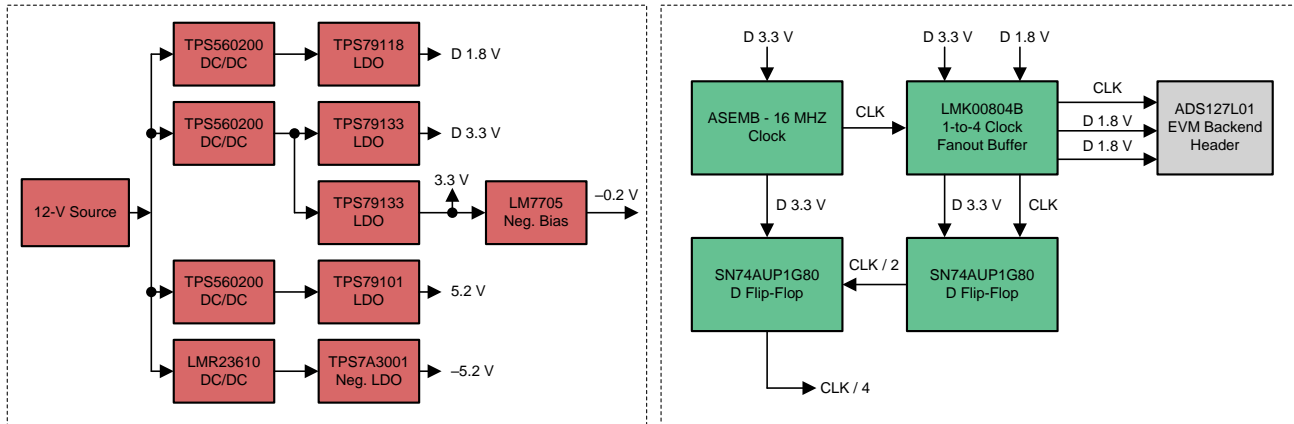 TPS560200
DC/DC
TPS79118
LDO
D 1.8 V
TPS560200
DC/DC
TPS79133
LDO
D 3.3 V
12-V Source
TPS79133
LDO
3.3 V
LM7705
Neg. Bias
–0.2 V
TPS560200
DC/DC
TPS79101
LDO
5.2 V
LMR23610
DC/DC
TPS7A3001
Neg. LDO
–5.2 V
D 3.3 V
D 3.3 V
D 1.8 V
ASEMB - 16 MHZ
Clock
CLK
LMK00804B
1-to-4 Clock
Fanout Buffer
CLK
D 1.8 V
D 1.8 V
ADS127L01
EVM Backend
Header
D 3.3 V
D 3.3 V
CLK
SN74AUP1G80
D Flip-Flop
CLK / 2
SN74AUP1G80
D Flip-Flop
CLK / 4